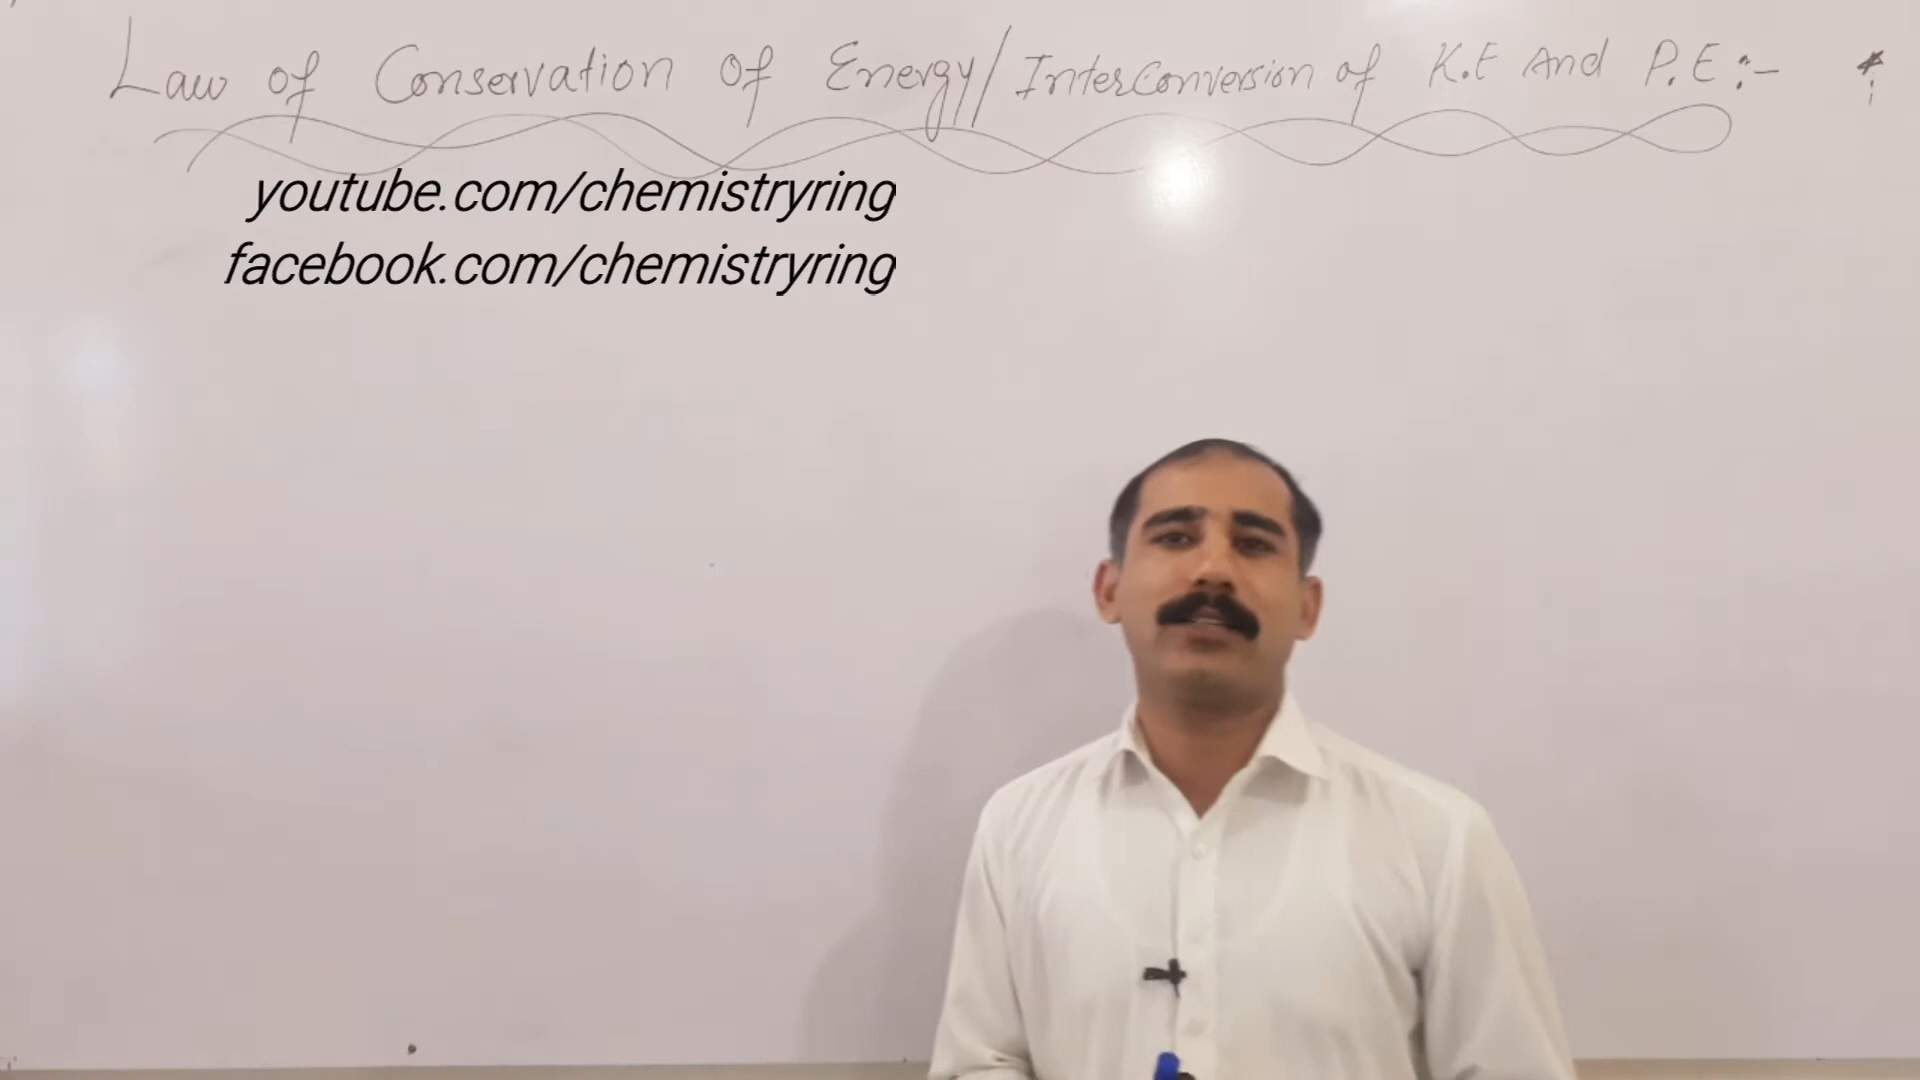 Law of Conservation Of Energy/InterConversion of K.E And P.E:-
youtube.com/chemistryring
facebook.com/chemistryring